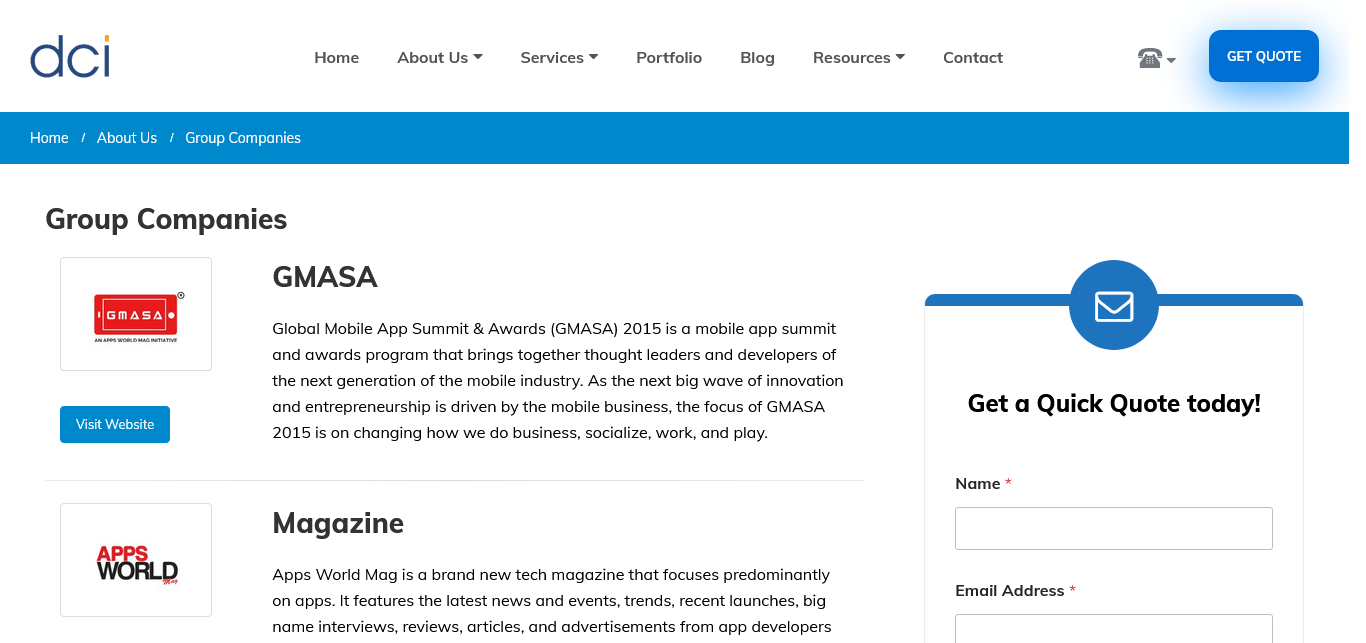 dci
Home
About Us
Services
Portfolio
Blog
Resources
Contact
GET QUOTE
Home / About Us / Group Companies
Group Companies
GMASA
AN APPS WORLD MAG INITIATIVE
Visit Website
GMASA
Global Mobile App Summit & Awards (GMASA) 2015 is a mobile app summit
and awards program that brings together thought leaders and developers of
the next generation of the mobile industry. As the next big wave of innovation
and entrepreneurship is driven by the mobile business, the focus of GMASA
2015 is on changing how we do business, socialize, work, and play.
APPS
WORLD
Mag
Magazine
Apps World Mag is a brand new tech magazine that focuses predominantly
on apps. It features the latest news and events, trends, recent launches, big
name interviews, reviews, articles, and advertisements from app developers
Get a Quick Quote today!
Name *
Email Address *